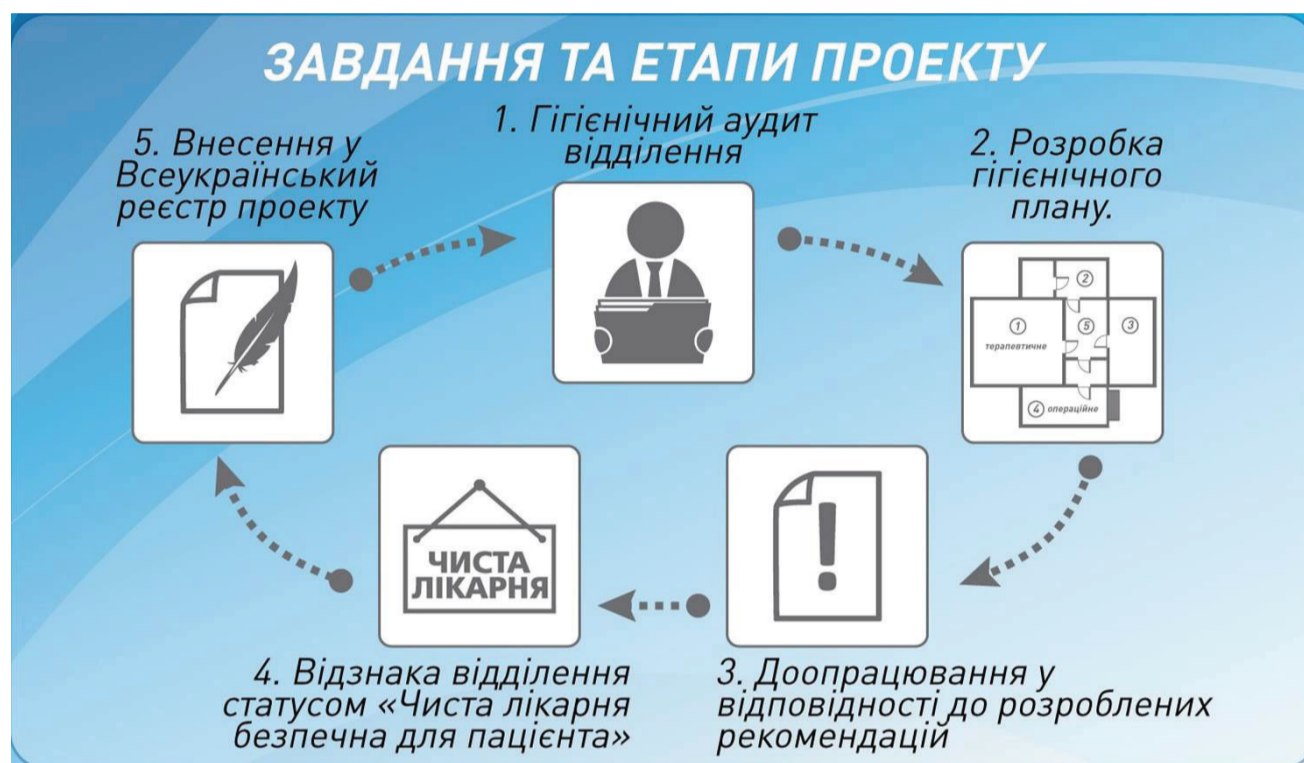 ЗАВДАННЯ ТА ЕТАПИ ПРОЕКТУ
1. Гігієнічний аудит
відділення
2. Розробка
гігієнічного
плану.
2
1
5
3
терапевтичне
4 операційне
3. Доопрацювання у
відповідності до розроблених
рекомендацій
ЧИСТА
ЛІКАРНЯ
4. Відзнака відділення
статусом «Чиста лікарня
безпечна для пацієнта»
5. Внесення у
Всеукраїнський
реєстр проекту